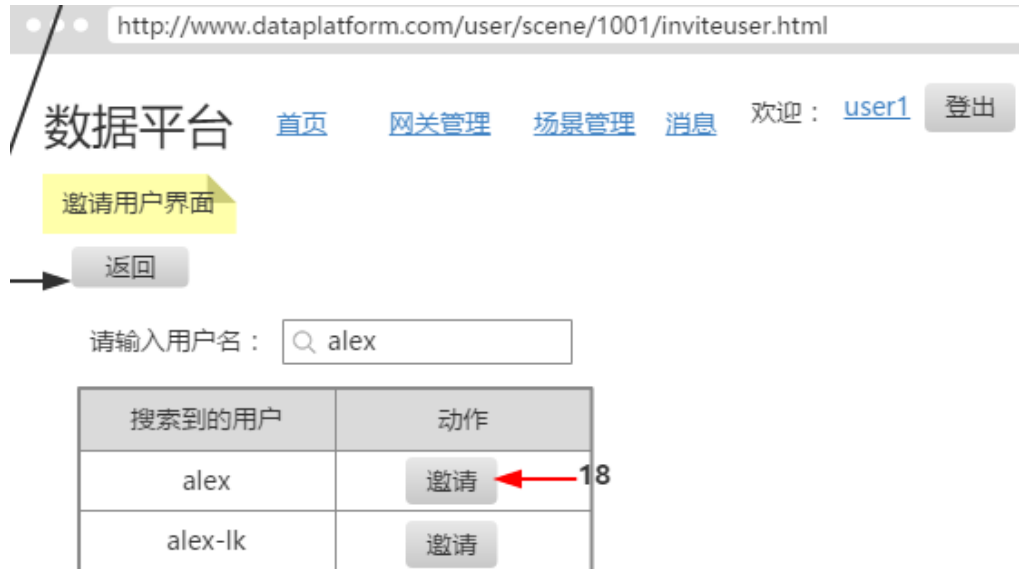 http://www.dataplatform.com/user/scene/1001/inviteuser.html
数据平台 首页 网关管理 场景管理 消息 欢迎： user1 登出
邀请用户界面
返回
请输入用户名： alex
搜索到的用户 动作
alex 邀请 18
alex-lk 邀请